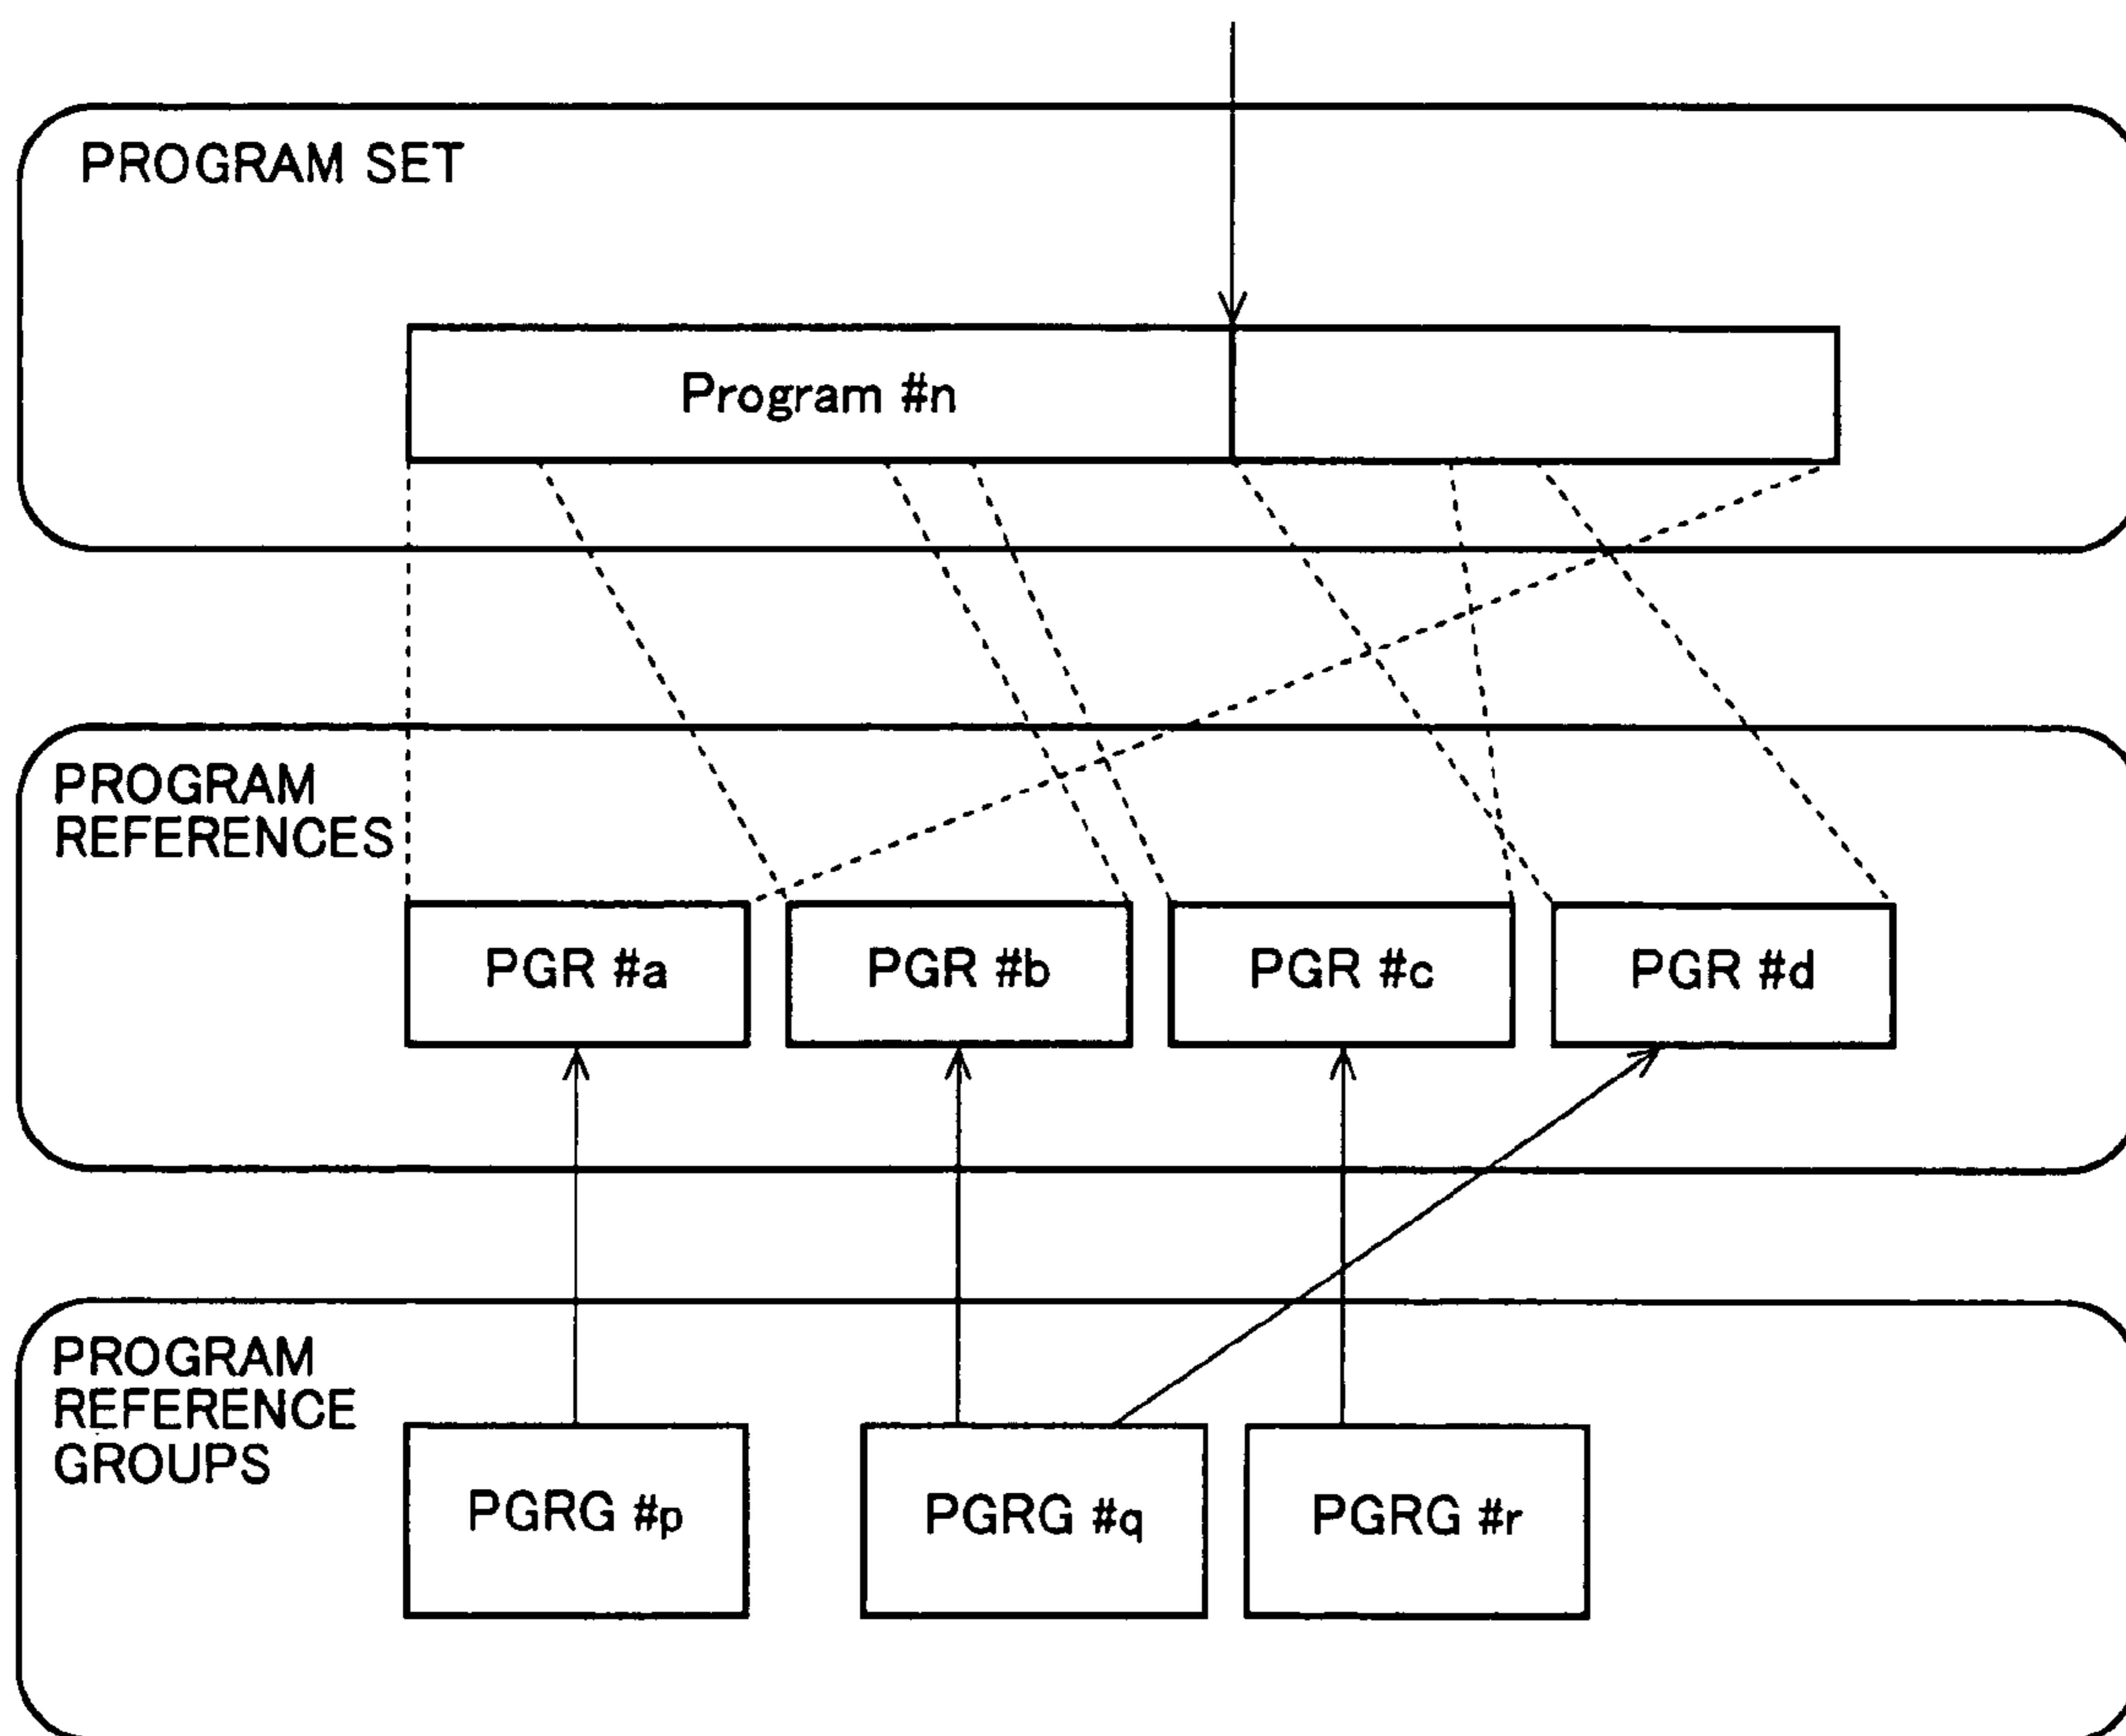 PROGRAM SET
Program #n
PROGRAM
REFERENCES
PGR #a
PGR #b
PGR #c
PGR #d
PROGRAM
REFERENCE
GROUPS
PGRG #p
PGRG #q
PGRG #r